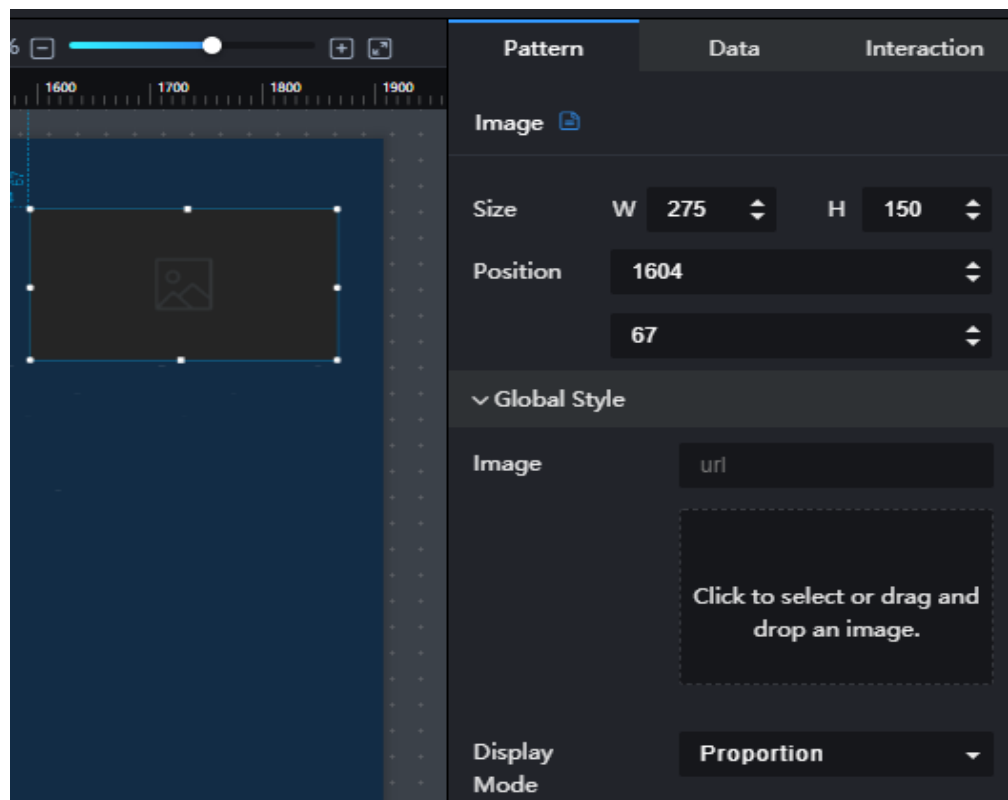 %
1600 1700 1800 1900
67
Pattern Data Interaction
Image
Size W 275 H 150
Position 1604
67
Global Style
Image url
Click to select or drag and
drop an image.
Display Proportion
Mode